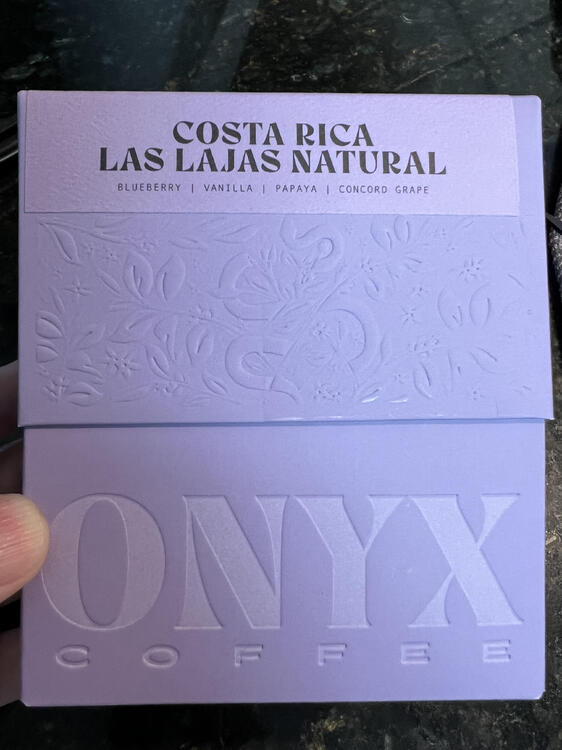 COSTA RICA
LAS LAJAS NATURAL
BLUEBERRY | VANILLA | PAPAYA | CONCORD GRAPE
ONYX
COFFEE